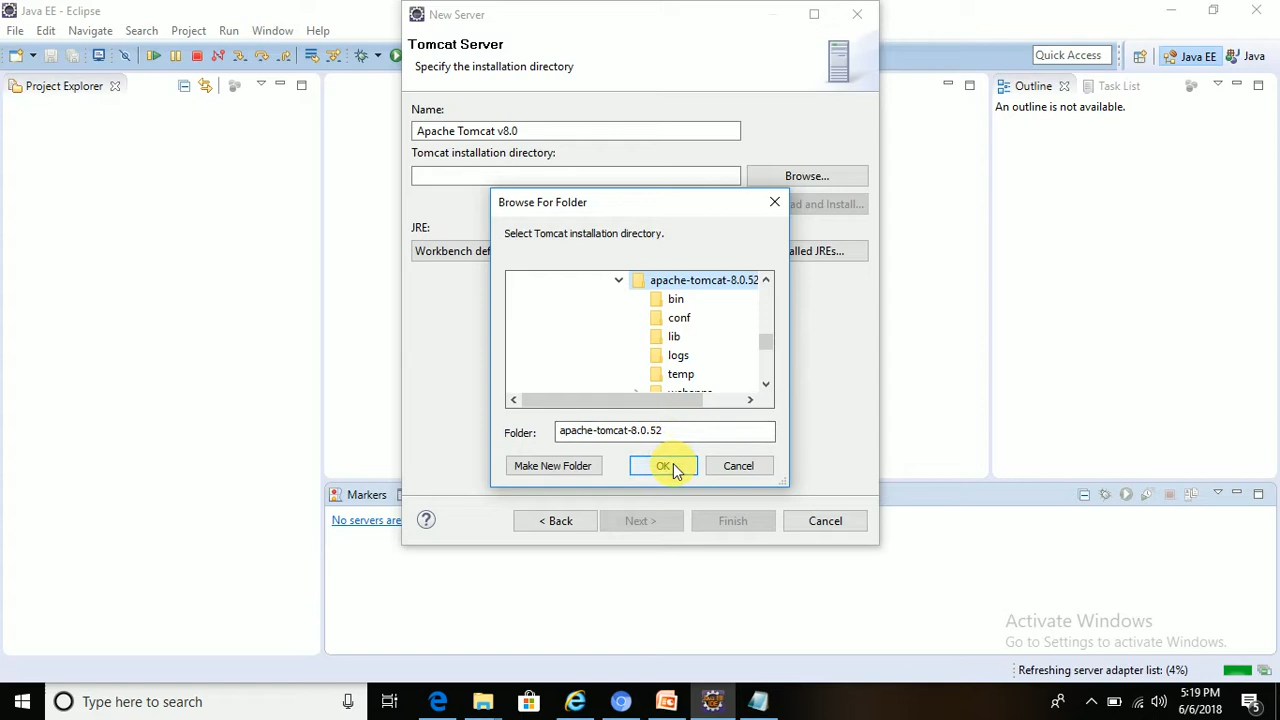 Java EE - Eclipse
File Edit Navigate Search Project Run Window Help
Quick Access
Java EE
Java
Project Explorer
Outline
Task List
An outline is not available.
New Server
Tomcat Server
Specify the installation directory
Name:
Apache Tomcat v8.0
Tomcat installation directory:
Browse...
ad and Install...
JRE:
Workbench def
alled JREs...
Browse For Folder
Select Tomcat installation directory.
apache-tomcat-8.0.52
bin
conf
lib
logs
temp
webapps
Folder:
apache-tomcat-8.0.52
Make New Folder
OK
Cancel
< Back
Next >
Finish
Cancel
Markers
No servers are
Activate Windows
Go to Settings to activate Windows.
Refreshing server adapter list: (4%)
Type here to search
5:19 PM
6/6/2018
5